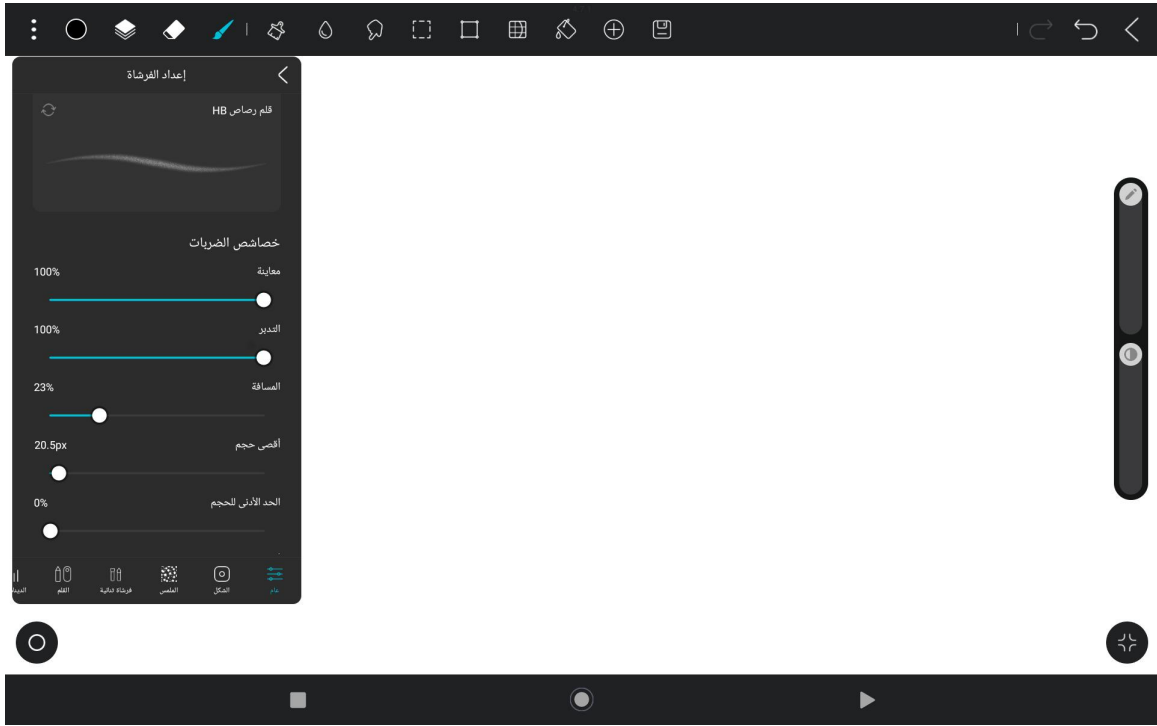 إعداد الفرشاة
قلم رصاص HB
خصاشص الضربات
معاينة 100%
التدبر 100%
المسافة 23%
أقصى حجم 20.5px
الحد الأدنى للحجم 0%
عام الشكل الملمس فرشاة ثنائية القلم